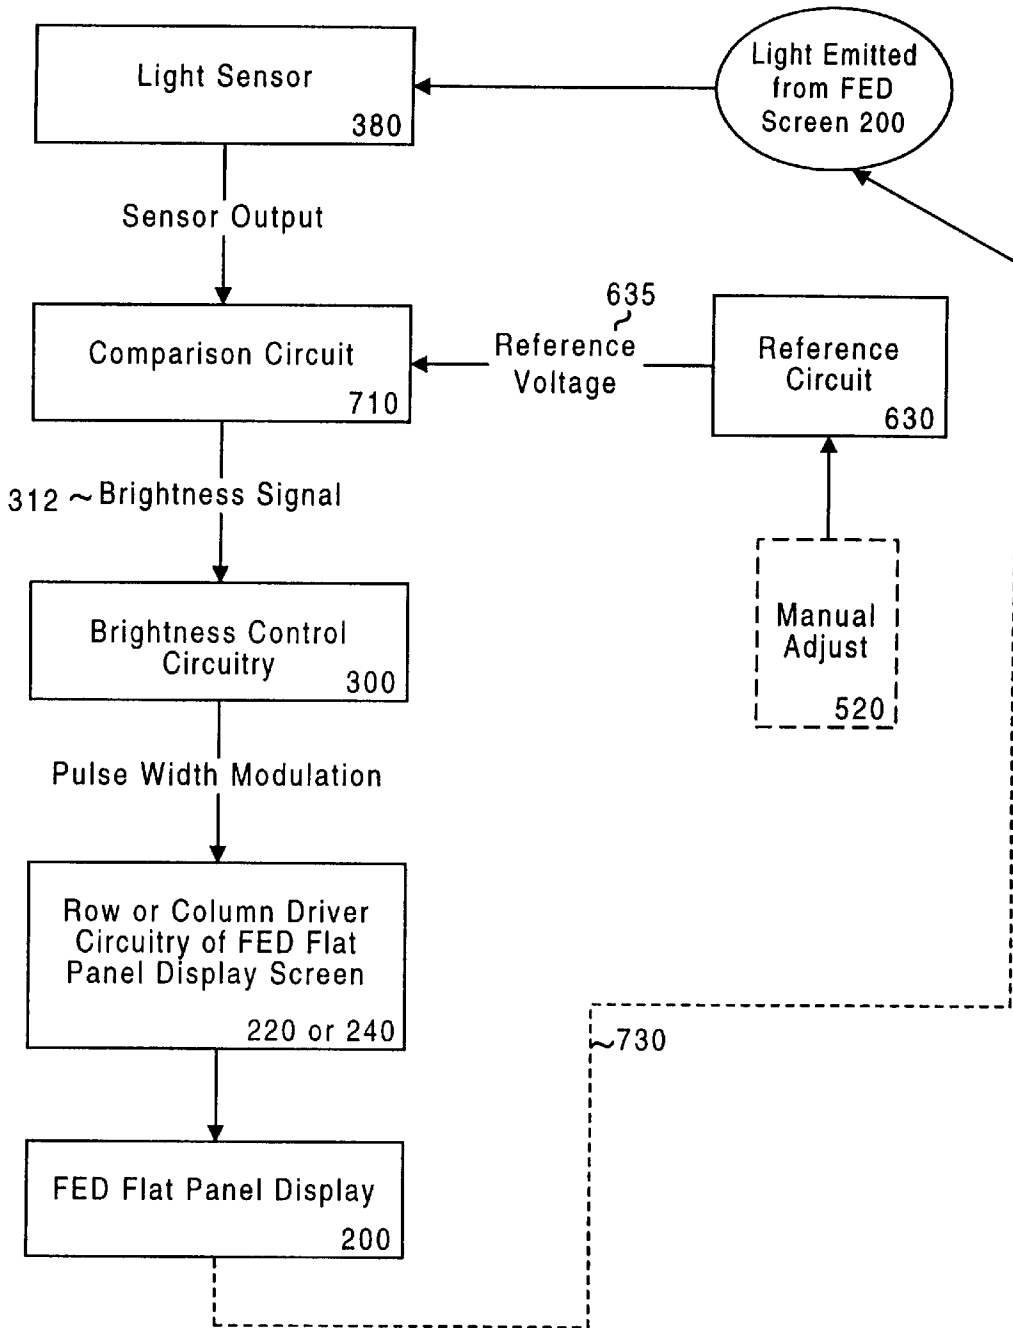 Light Sensor
380
Light Emitted
from FED
Screen 200
Sensor Output
635
Comparison Circuit
710
Reference
Voltage
Reference
Circuit
630
312 ~ Brightness Signal
Manual
Adjust
520
Brightness Control
Circuitry
300
Pulse Width Modulation
Row or Column Driver
Circuitry of FED Flat
Panel Display Screen
220 or 240
~730
FED Flat Panel Display
200